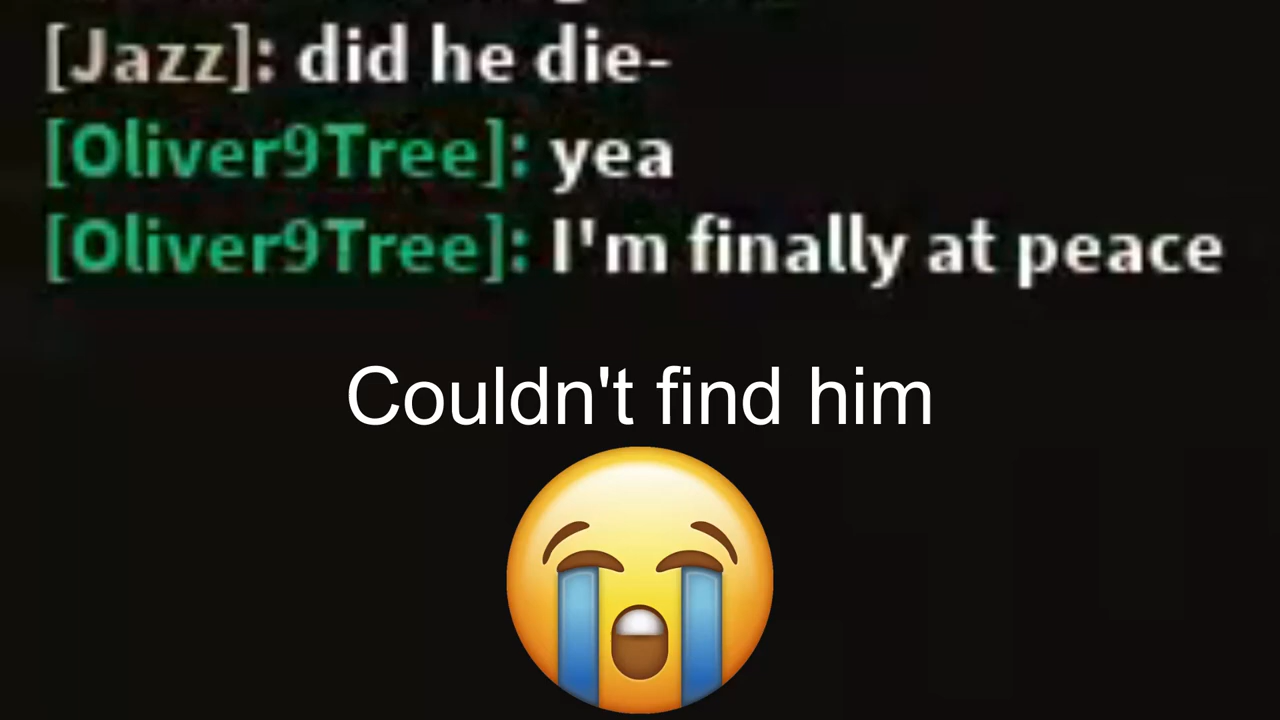 [Jazz]: did he die-
[Oliver9Tree]: yea
[Oliver9Tree]: I'm finally at peace
Couldn't find him